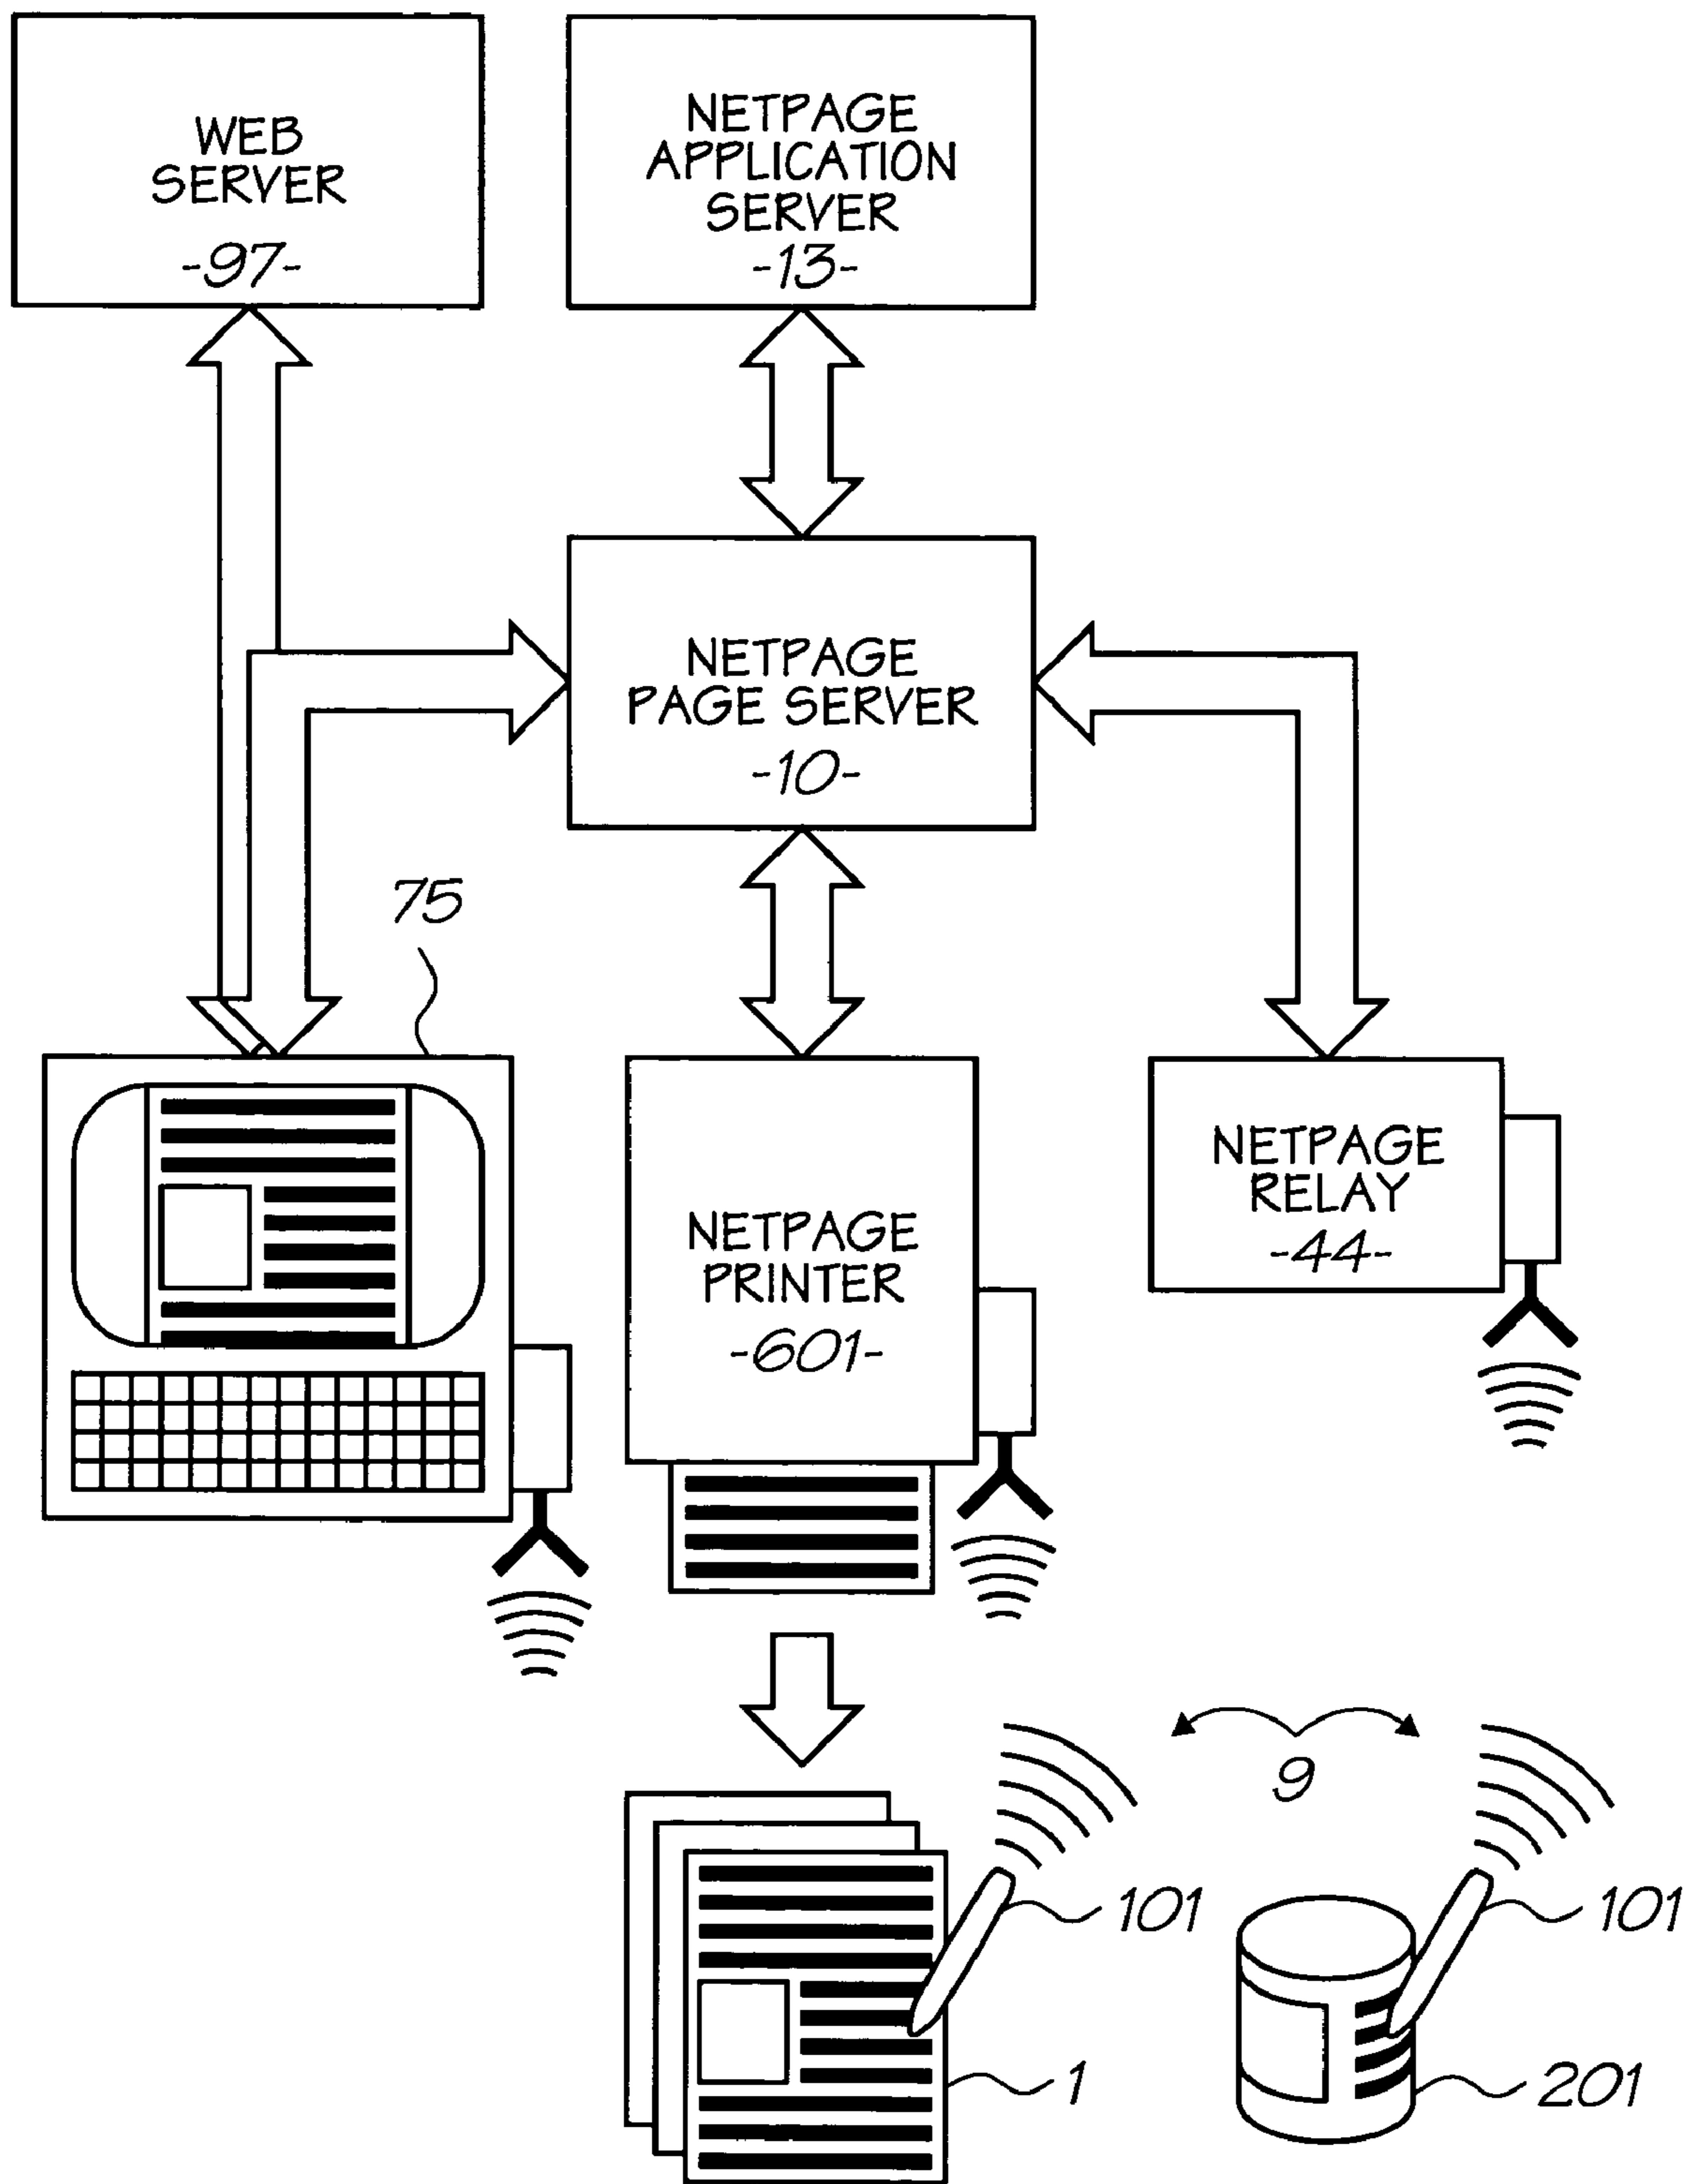 WEB
SERVER
-97-
NETPAGE
APPLICATION
SERVER
-13-
NETPAGE
PAGE SERVER
-10-
75
NETPAGE
PRINTER
-601-
NETPAGE
RELAY
-44-
9
101
101
1
201